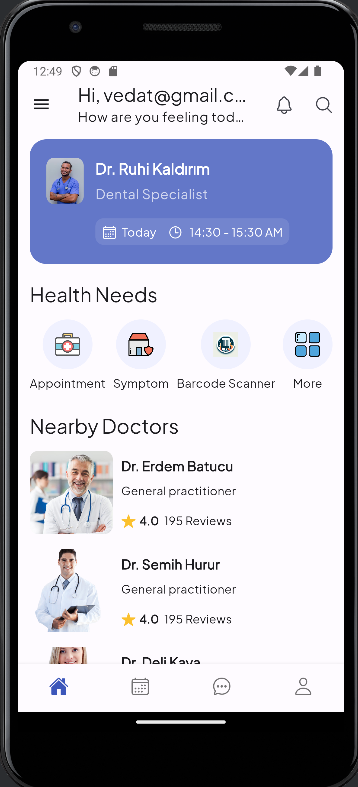 12:49
Hi, vedat@gmail.c...
How are you feeling tod...
Dr. Ruhi Kaldırım
Dental Specialist
Today 14:30 - 15:30 AM
Health Needs
Appointment Symptom Barcode Scanner More
Nearby Doctors
Dr. Erdem Batucu
General practitioner
4.0 195 Reviews
Dr. Semih Hurur
General practitioner
4.0 195 Reviews
Dr. Deli Kaya